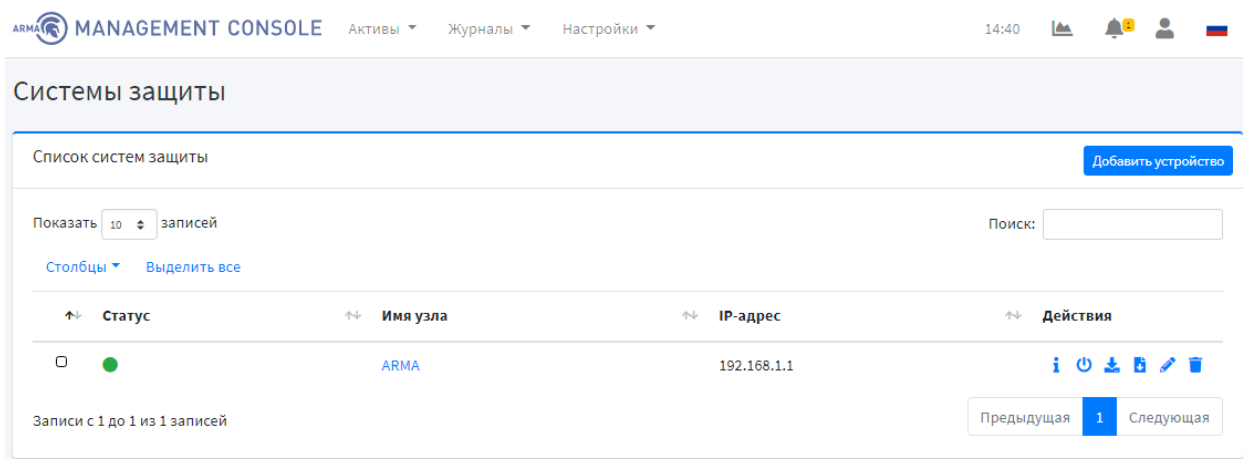 ARMA MANAGEMENT CONSOLE Активы Журналы Настройки 14:40 1
Системы защиты
Список систем защиты Добавить устройство
Показать 10 записей Поиск:
Столбцы Выделить все
Статус Имя узла IP-адрес Действия
ARMA 192.168.1.1
Записи с 1 до 1 из 1 записей Предыдущая 1 Следующая